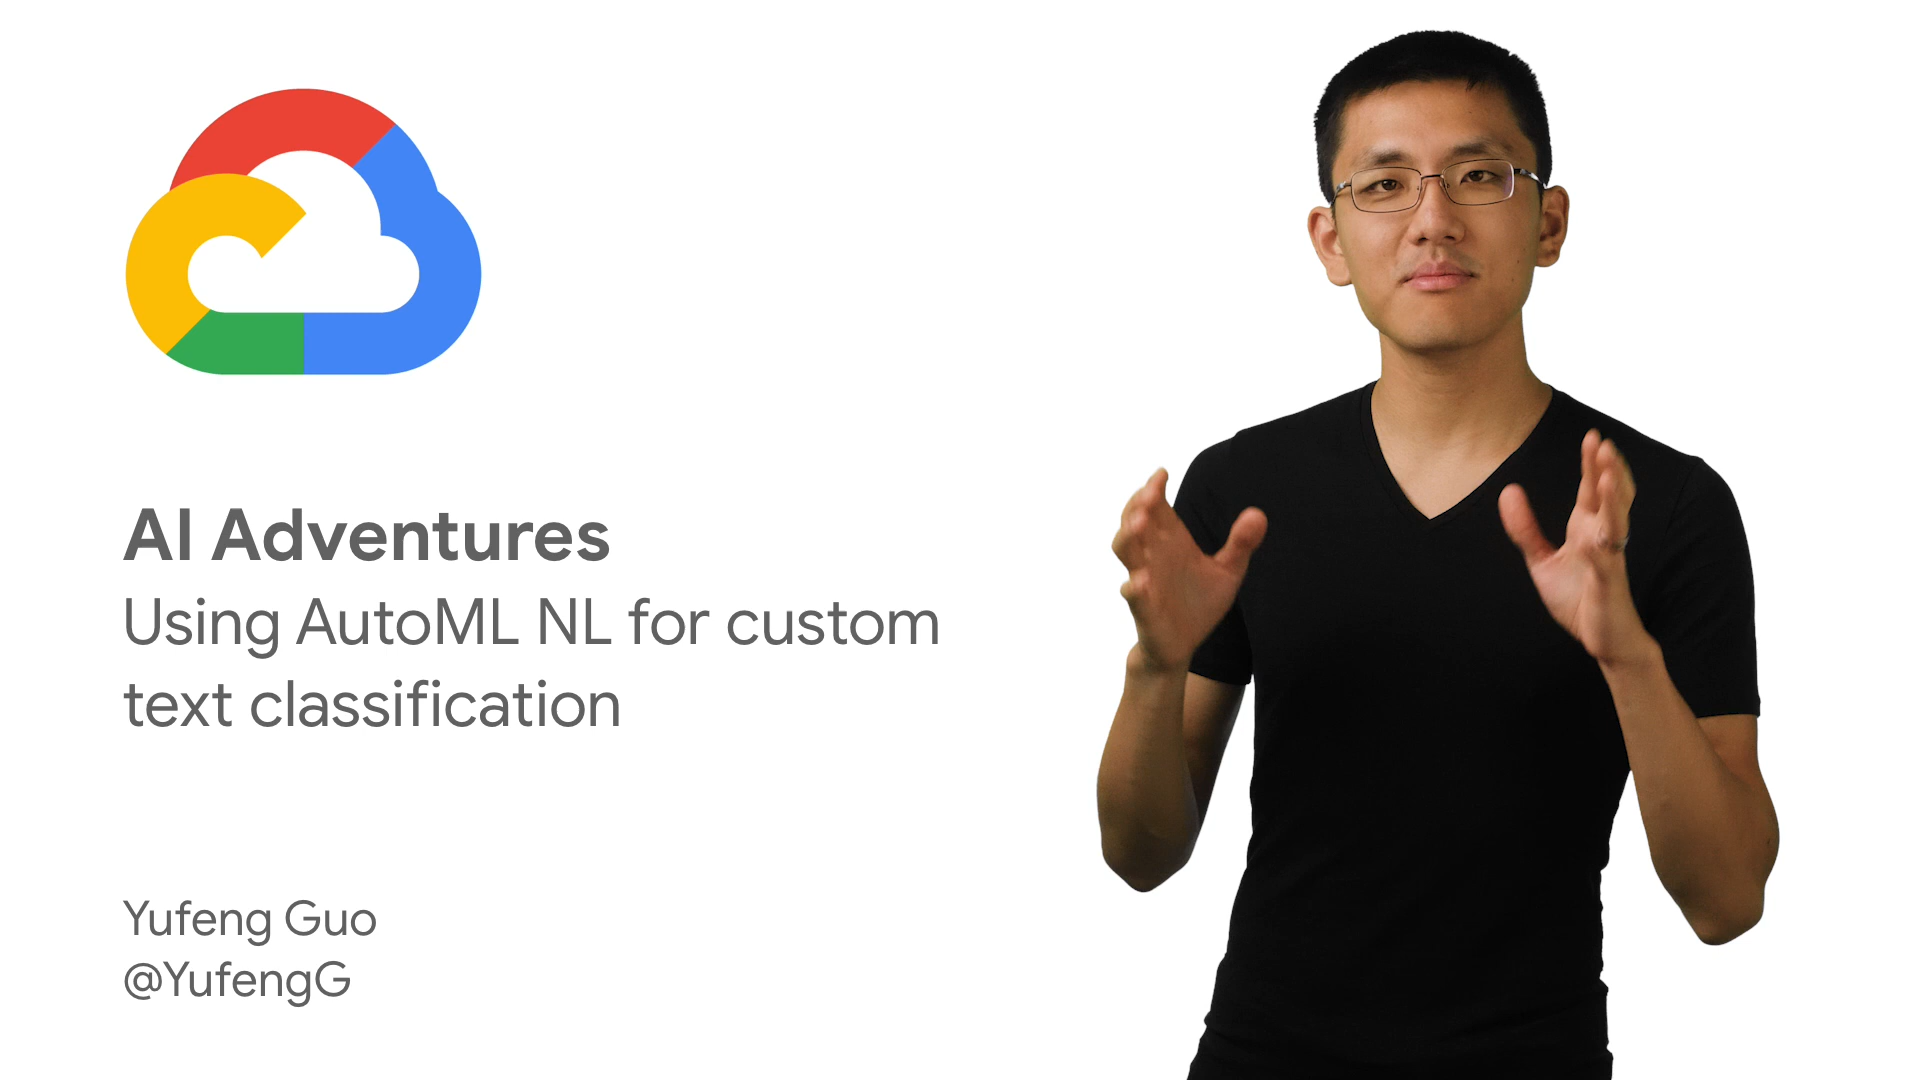 AI Adventures
Using AutoML NL for custom
text classification
Yufeng Guo
@YufengG